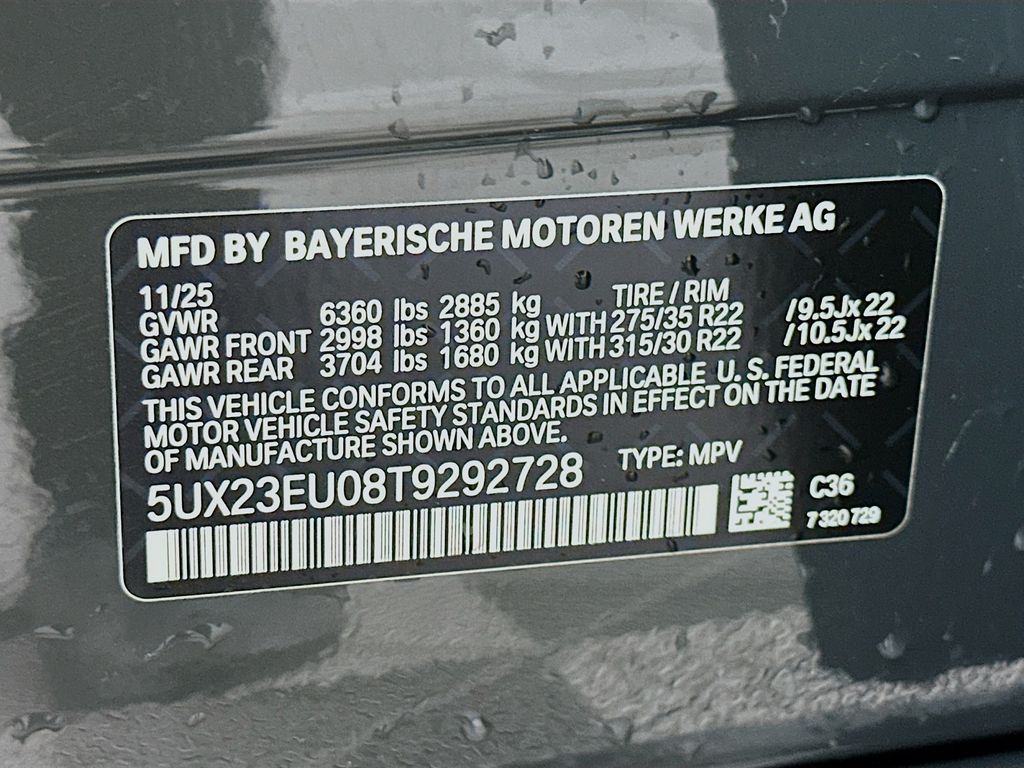 MFD BY BAYERISCHE MOTOREN WERKE AG
11/25 TIRE / RIM
GVWR 6360 lbs 2885 kg
GAWR FRONT 2998 lbs 1360 kg WITH 275/35 R22 /9.5Jx 22
GAWR REAR 3704 lbs 1680 kg WITH 315/30 R22 /10.5Jx 22
THIS VEHICLE CONFORMS TO ALL APPLICABLE U. S. FEDERAL
MOTOR VEHICLE SAFETY STANDARDS IN EFFECT ON THE DATE
OF MANUFACTURE SHOWN ABOVE.
5UX23EU08T9292728 TYPE: MPV
C36
7 320 729